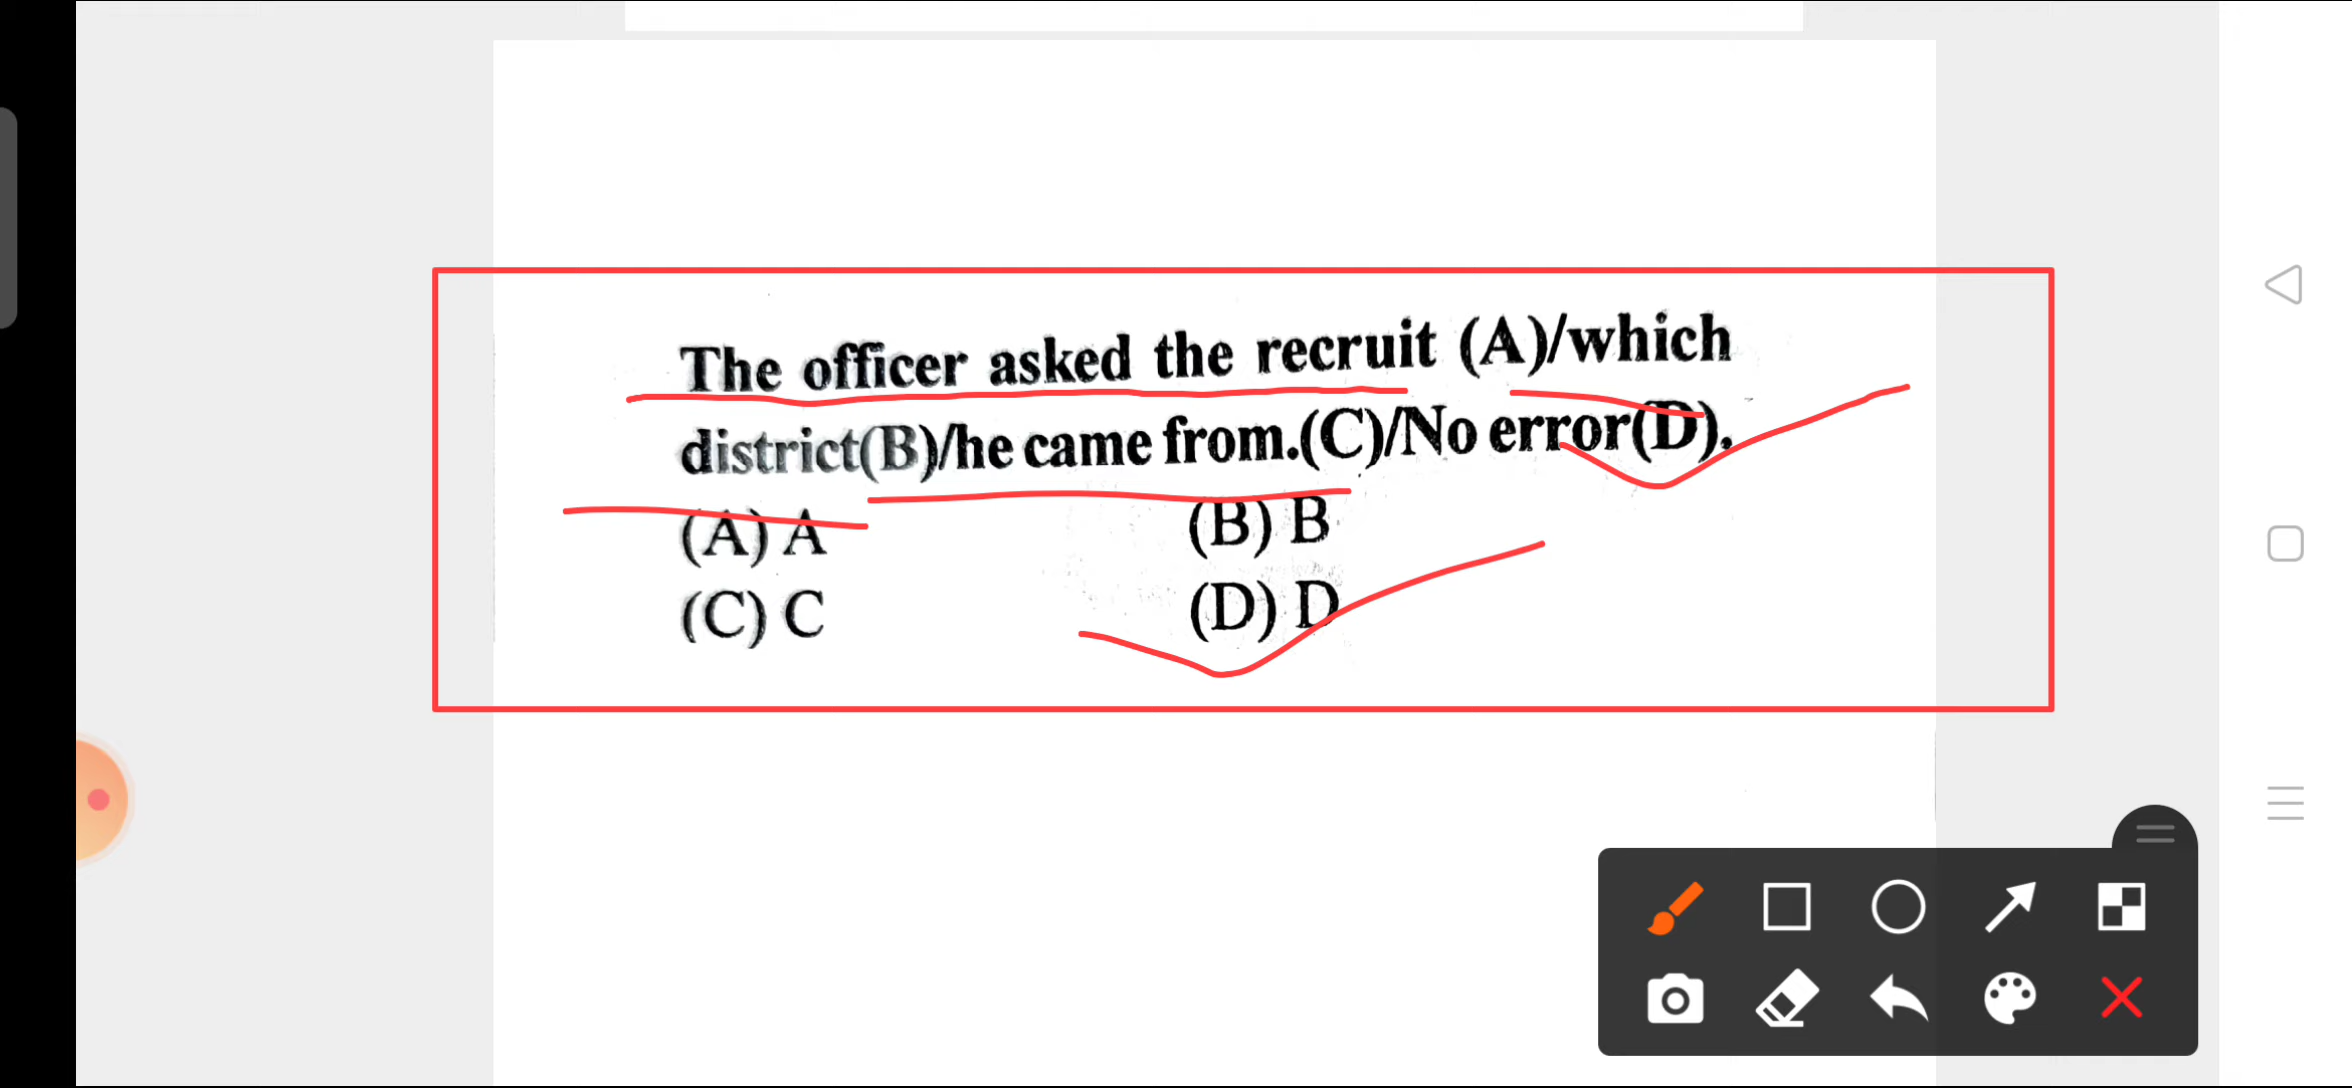 The officer asked the recruit (A)/which
district(B)/he came from.(C)/No error(D).
(A) A (B) B
(C) C (D) D